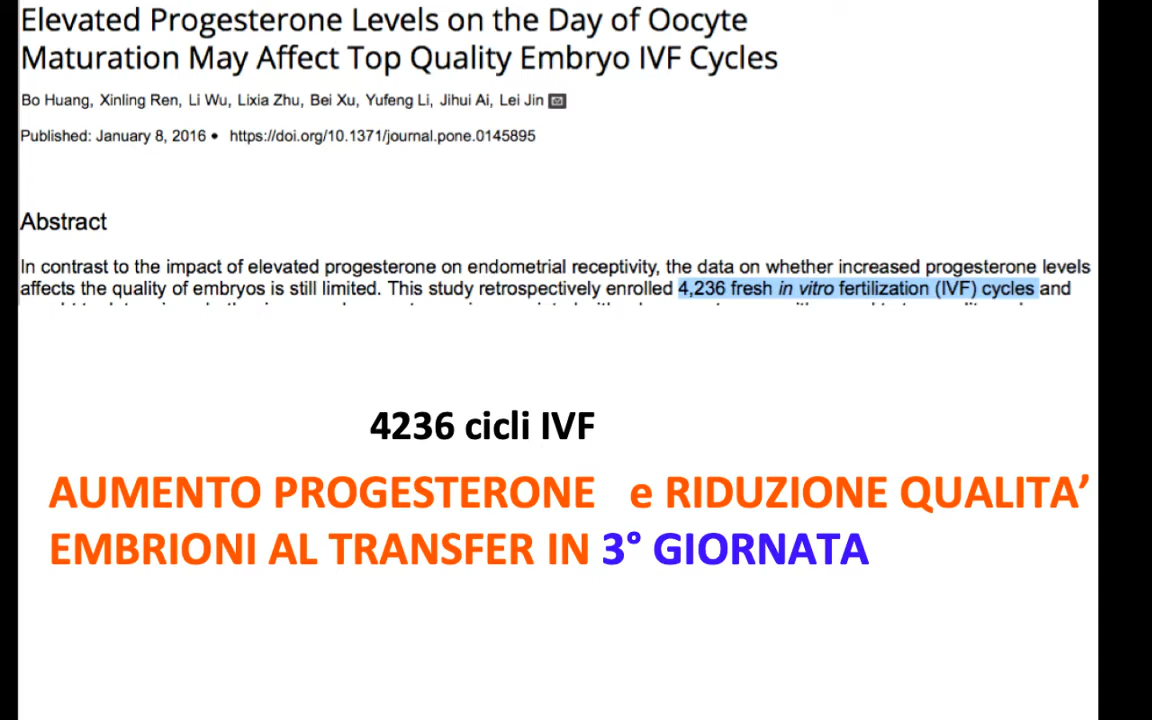 Elevated Progesterone Levels on the Day of Oocyte
Maturation May Affect Top Quality Embryo IVF Cycles
Bo Huang, Xinling Ren, Li Wu, Lixia Zhu, Bei Xu, Yufeng Li, Jihui Ai, Lei Jin
Published: January 8, 2016 • https://doi.org/10.1371/journal.pone.0145895
Abstract
In contrast to the impact of elevated progesterone on endometrial receptivity, the data on whether increased progesterone levels
affects the quality of embryos is still limited. This study retrospectively enrolled 4,236 fresh in vitro fertilization (IVF) cycles and
4236 cicli IVF
AUMENTO PROGESTERONE e RIDUZIONE QUALITA’
EMBRIONI AL TRANSFER IN 3° GIORNATA